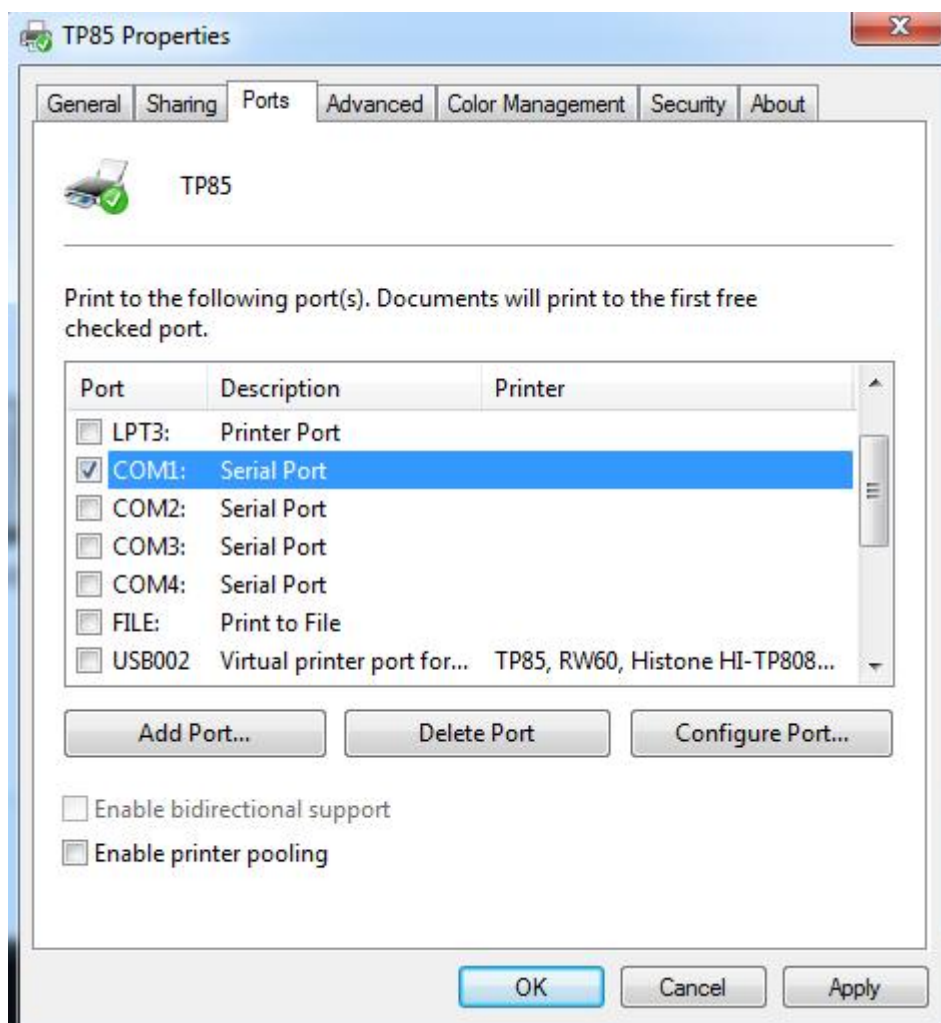 TP85 Properties
General Sharing Ports Advanced Color Management Security About
TP85
Print to the following port(s). Documents will print to the first free
checked port.
Port Description Printer
LPT3: Printer Port
COM1: Serial Port
COM2: Serial Port
COM3: Serial Port
COM4: Serial Port
FILE: Print to File
USB002 Virtual printer port for... TP85, RW60, Histone HI-TP808...
Add Port... Delete Port Configure Port...
Enable bidirectional support
Enable printer pooling
OK Cancel Apply